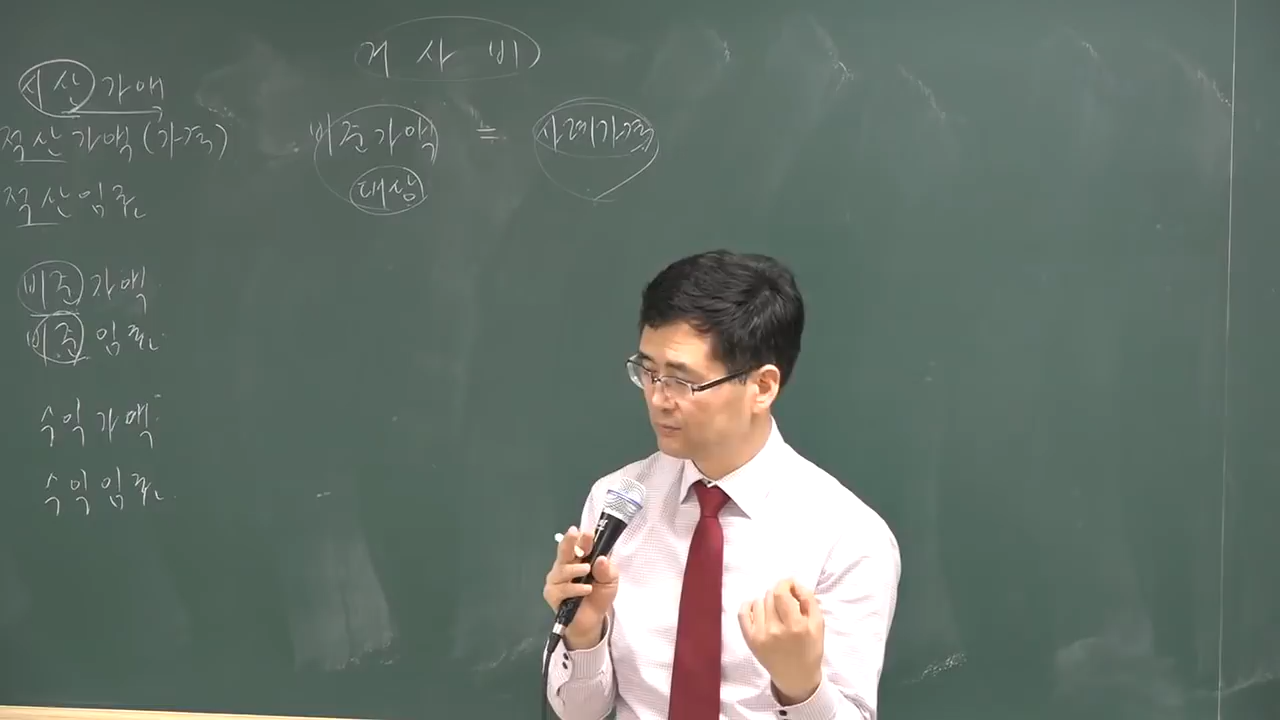 거 사 비
시산가액
적산가액(가격)
적산임료
비준가액 = 사례가격
대상
비준가액
비준임료
수익가액
수익임료